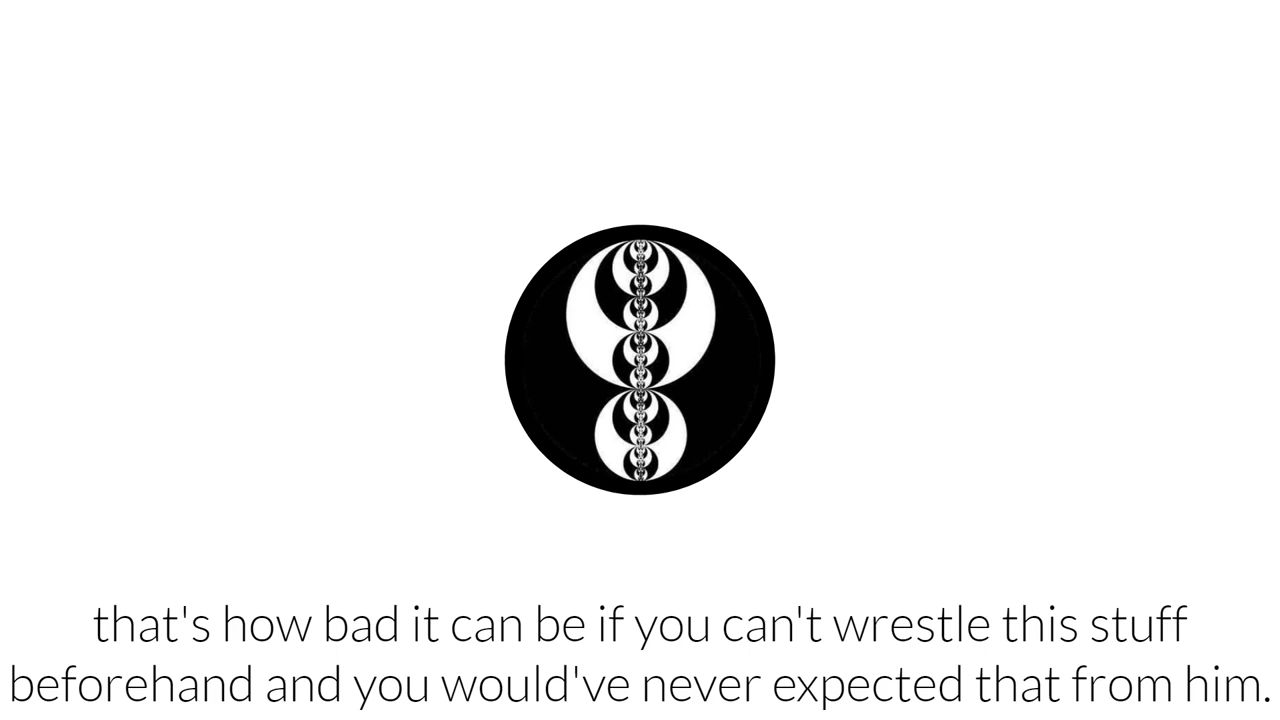 that's how bad it can be if you can't wrestle this stuff
beforehand and you would've never expected that from him.